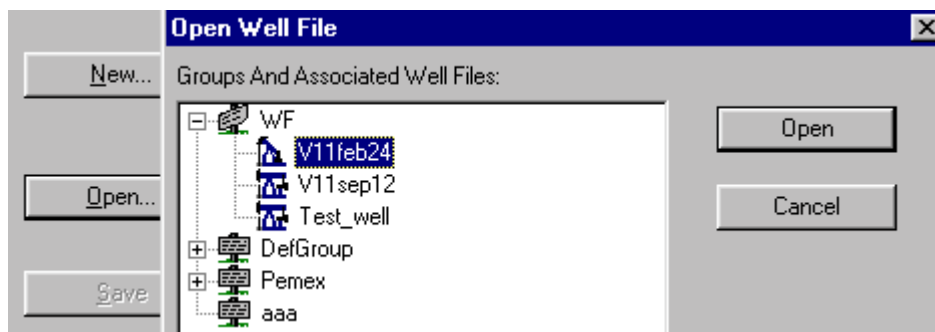 Open Well File
New...
Groups And Associated Well Files:
WF
Open
V11feb24
V11sep12
Open...
Cancel
Test_well
DefGroup
Pemex
Save
aaa